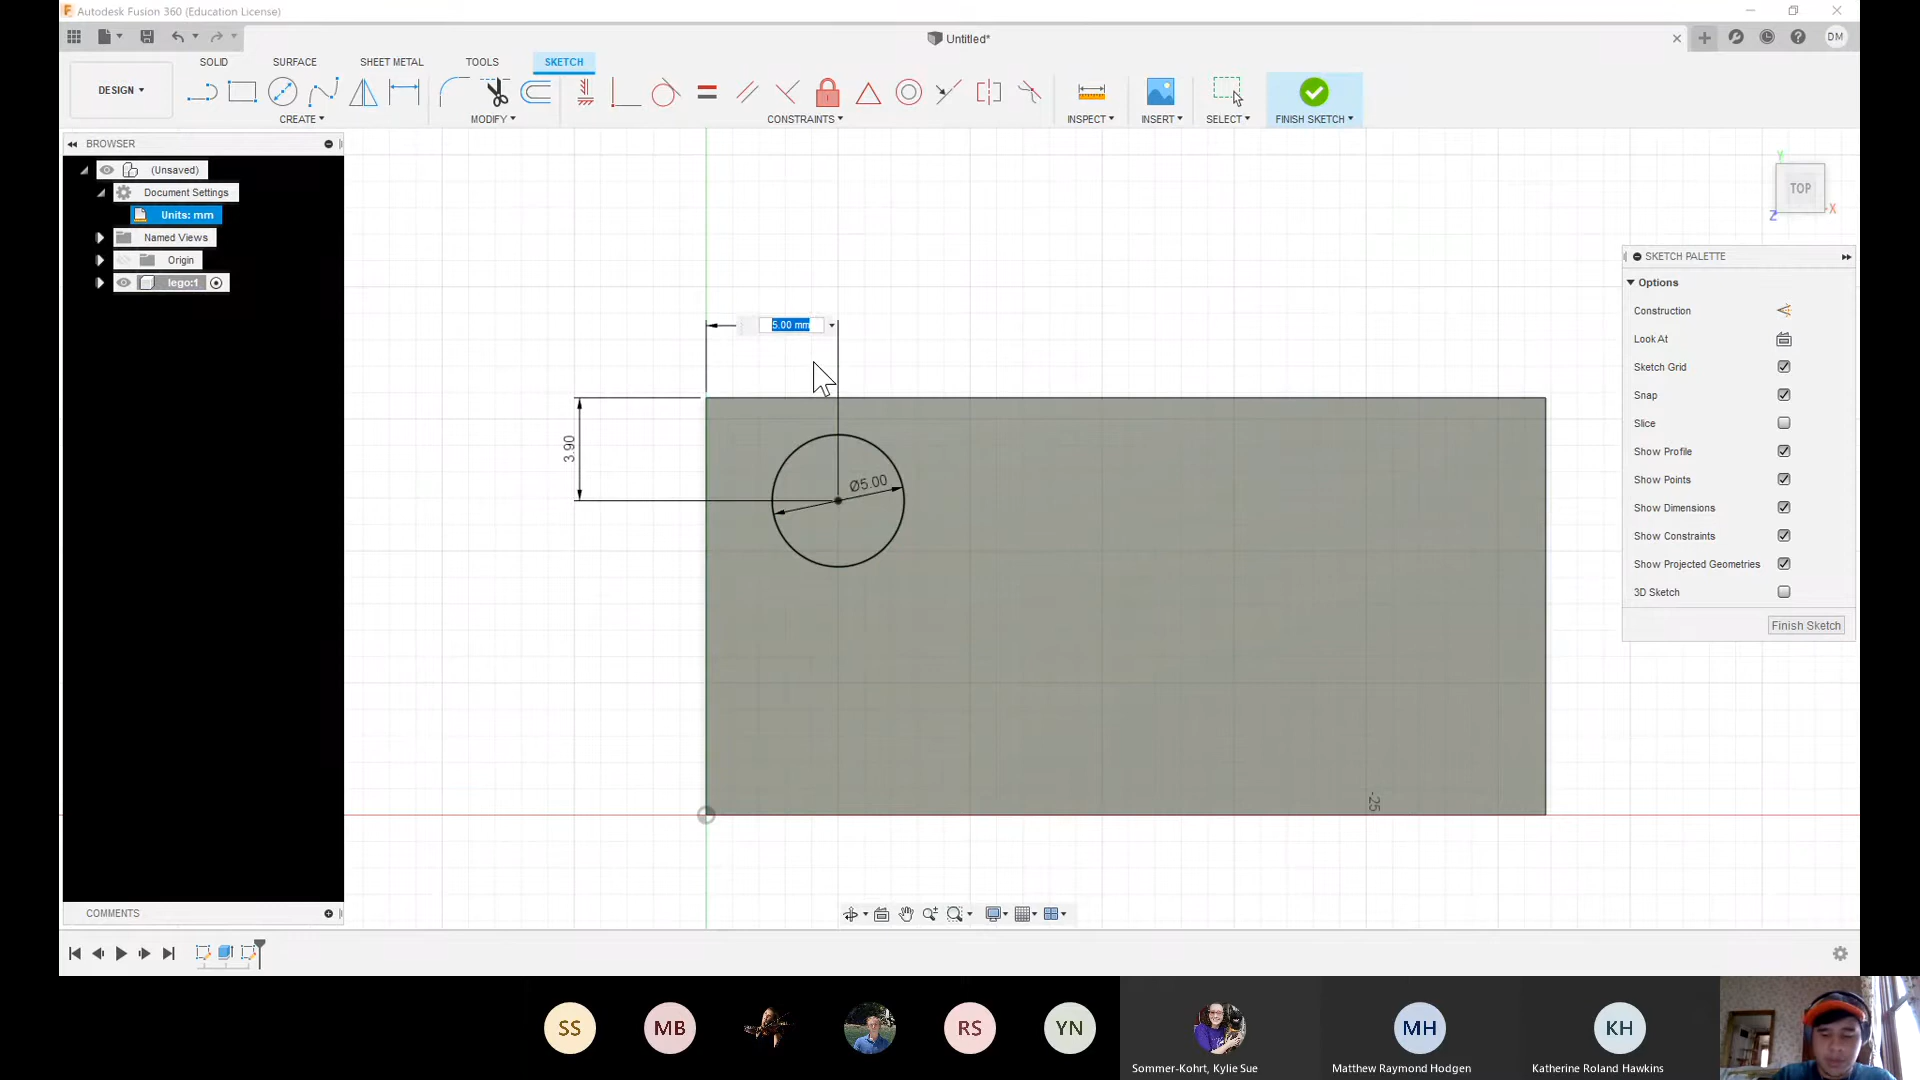 Autodesk Fusion 360 (Education License)
Untitled*
DM
SOLID
SURFACE
SHEET METAL
TOOLS
SKETCH
DESIGN
CREATE
MODIFY
CONSTRAINTS
INSPECT
INSERT
SELECT
FINISH SKETCH
BROWSER
(Unsaved)
Document Settings
Units: mm
Named Views
Origin
lego:1
5.00 mm
3.90
Ø5.00
-25
Y
TOP
Z
X
SKETCH PALETTE
Options
Construction
Look At
Sketch Grid
Snap
Slice
Show Profile
Show Points
Show Dimensions
Show Constraints
Show Projected Geometries
3D Sketch
Finish Sketch
COMMENTS
SS
MB
RS
YN
MH
KH
Sommer-Kohrt, Kylie Sue
Matthew Raymond Hodgen
Katherine Roland Hawkins